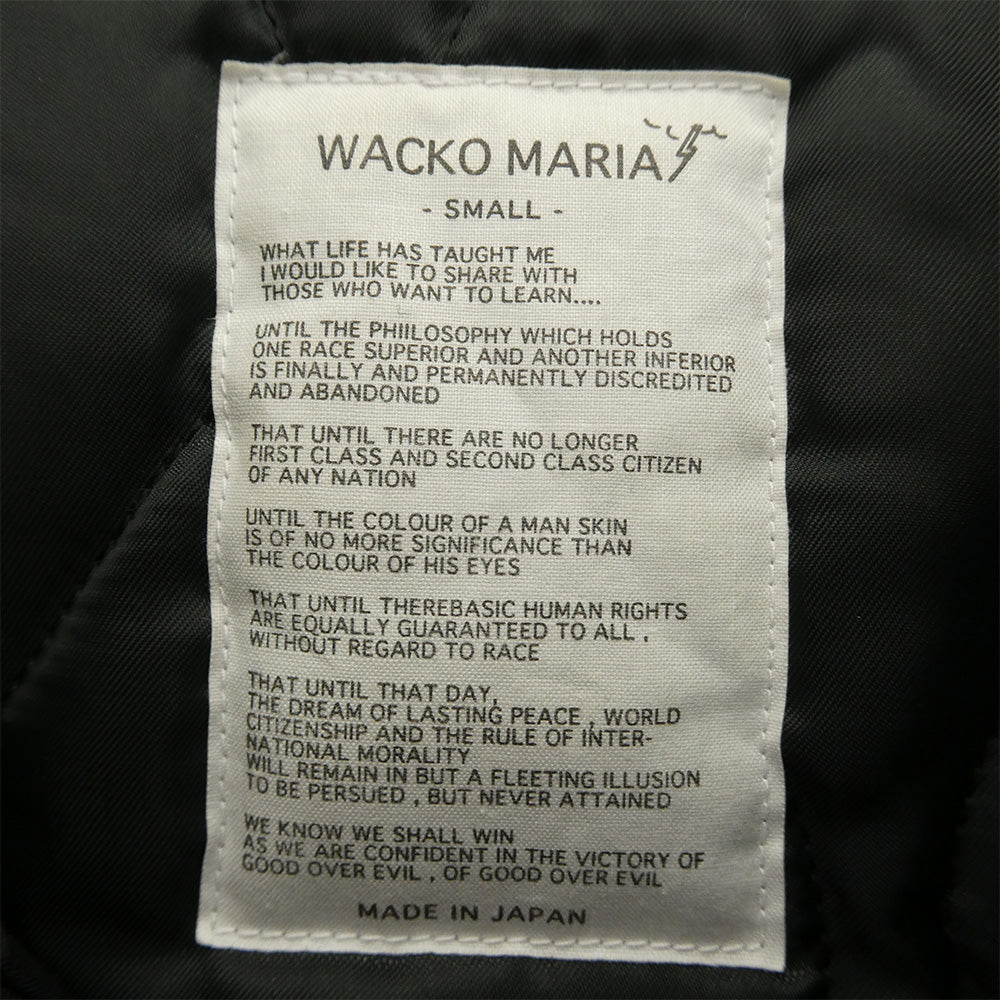 WACKO MARIA
- SMALL -
WHAT LIFE HAS TAUGHT ME
I WOULD LIKE TO SHARE WITH
THOSE WHO WANT TO LEARN....
UNTIL THE PHIILOSOPHY WHICH HOLDS
ONE RACE SUPERIOR AND ANOTHER INFERIOR
IS FINALLY AND PERMANENTLY DISCREDITED
AND ABANDONED
THAT UNTIL THERE ARE NO LONGER
FIRST CLASS AND SECOND CLASS CITIZEN
OF ANY NATION
UNTIL THE COLOUR OF A MAN SKIN
IS OF NO MORE SIGNIFICANCE THAN
THE COLOUR OF HIS EYES
THAT UNTIL THEREBASIC HUMAN RIGHTS
ARE EQUALLY GUARANTEED TO ALL ,
WITHOUT REGARD TO RACE
THAT UNTIL THAT DAY,
THE DREAM OF LASTING PEACE , WORLD
CITIZENSHIP AND THE RULE OF INTER-
NATIONAL MORALITY
WILL REMAIN IN BUT A FLEETING ILLUSION
TO BE PERSUED , BUT NEVER ATTAINED
WE KNOW WE SHALL WIN
AS WE ARE CONFIDENT IN THE VICTORY OF
GOOD OVER EVIL , OF GOOD OVER EVIL
MADE IN JAPAN